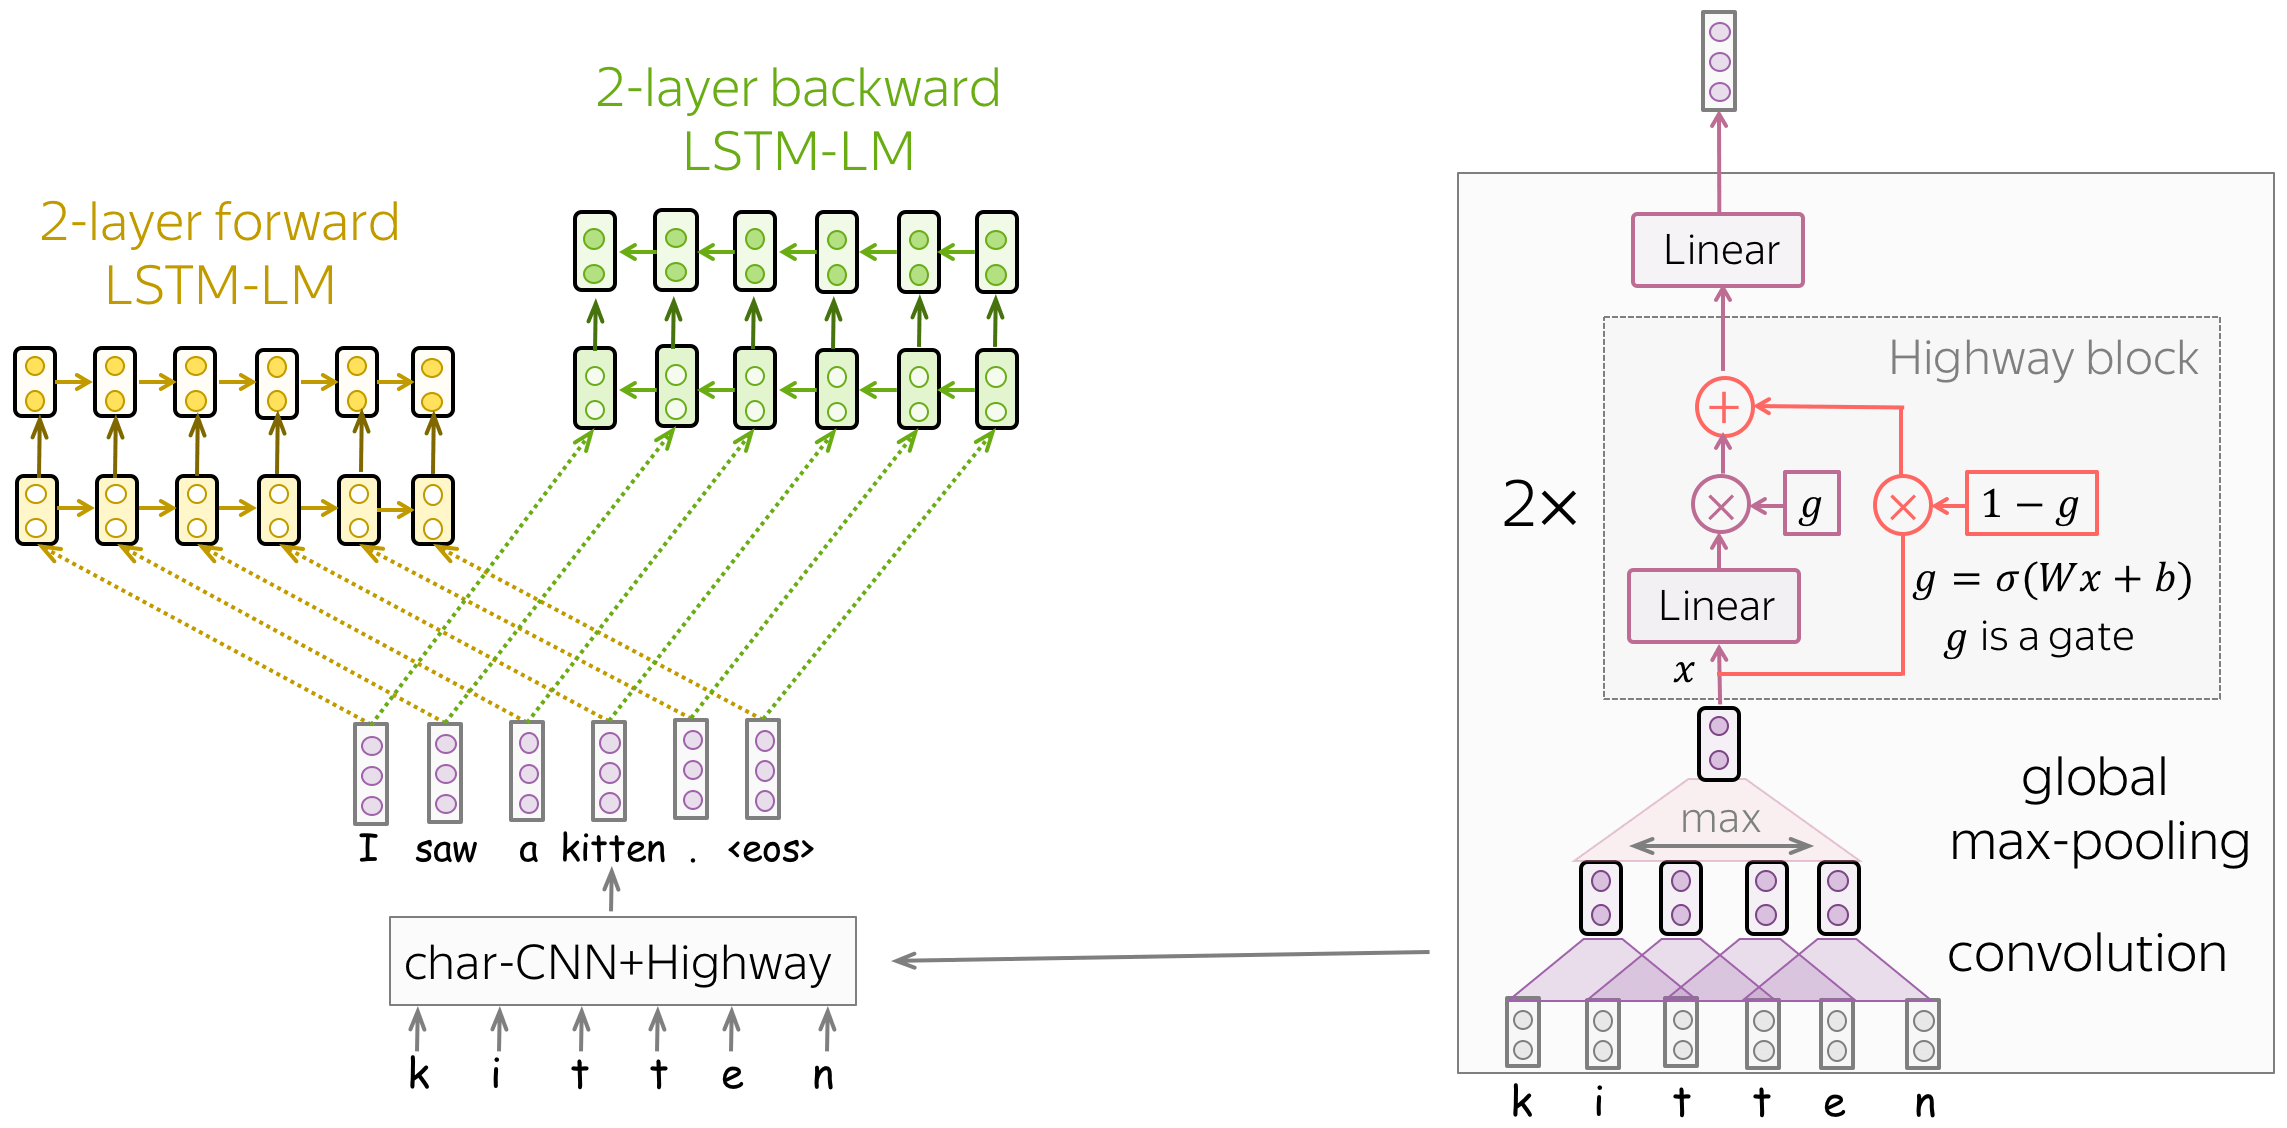 2-layer forward
LSTM-LM
2-layer backward
LSTM-LM
I saw a kitten . <eos>
char-CNN+Highway
k i t t e n
Linear
Highway block
+
2×
× g × 1 − g
g = σ(Wx + b)
Linear
g is a gate
x
global
max-pooling
max
convolution
k i t t e n